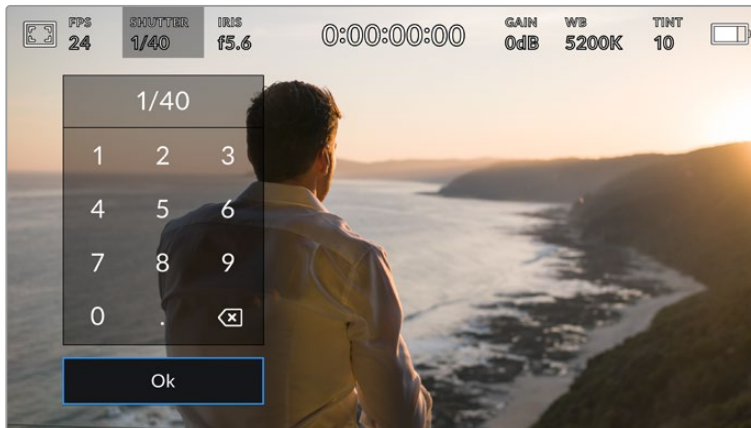 FPS SHUTTER IRIS GAIN WB TINT
24 1/40 f5.6 0:00:00:00 0dB 5200K 10
1/40
1 2 3
4 5 6
7 8 9
0 .
Ok